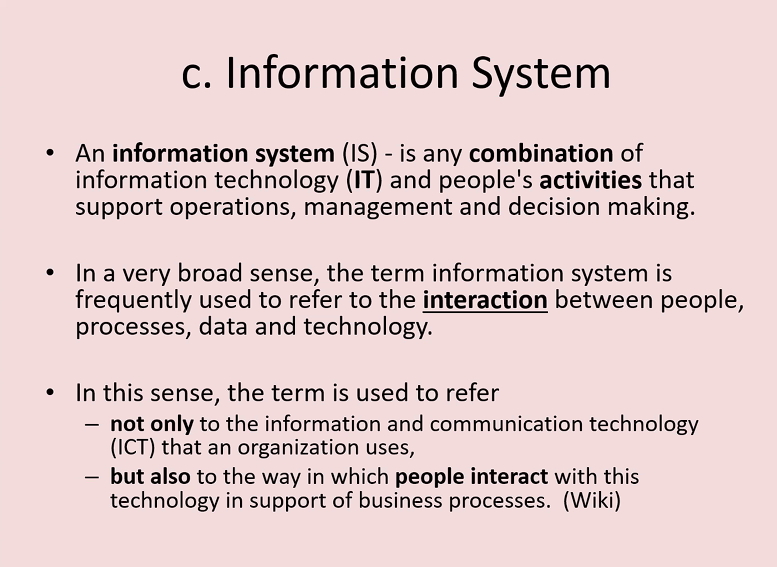 c. Information System
• An information system (IS) - is any combination of
information technology (IT) and people's activities that
support operations, management and decision making.
• In a very broad sense, the term information system is
frequently used to refer to the interaction between people,
processes, data and technology.
• In this sense, the term is used to refer
– not only to the information and communication technology
(ICT) that an organization uses,
– but also to the way in which people interact with this
technology in support of business processes. (Wiki)